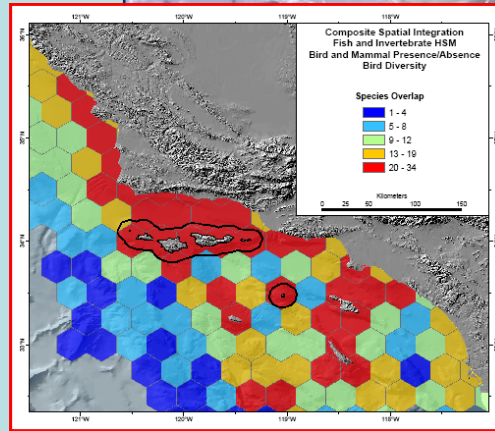 Composite Spatial Integration
Fish and Invertebrate HSM
Bird and Mammal Presence/Absence
Bird Diversity
Species Overlap
1 - 4
5 - 8
9 - 12
13 - 19
20 - 34
Kilometers
0 25 50 100 150
121°W
120°W
119°W
118°W
117°W
121°W
120°W
119°W
118°W
117°W